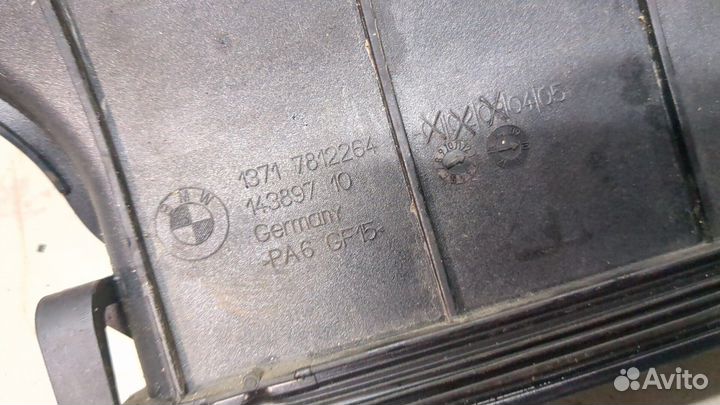 BMW
1371 7812264
143897 10
Germany
-PA6 GF15-
04 05
Avito